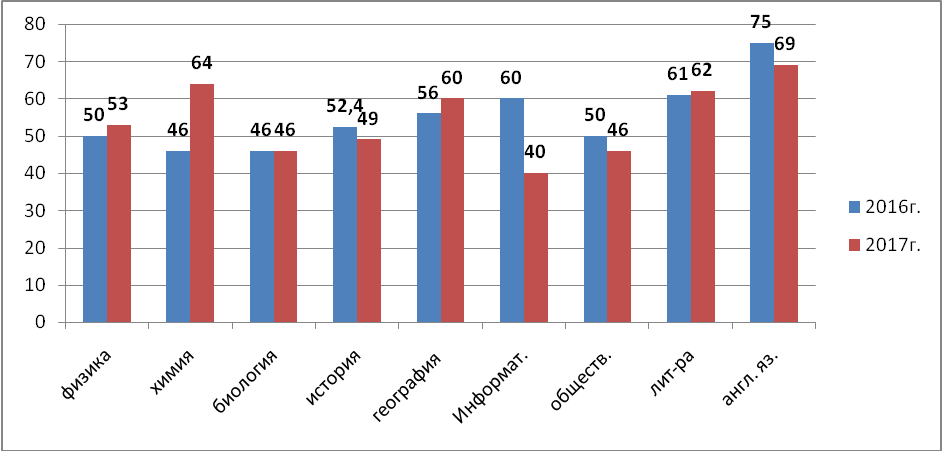 80
70
60
50
40
30
20
10
0
50
53
46
64
46
46
52,4
49
56
60
60
40
50
46
61
62
75
69
физика
химия
биология
история
география
Информат.
обществ.
лит-ра
англ. яз.
2016г.
2017г.